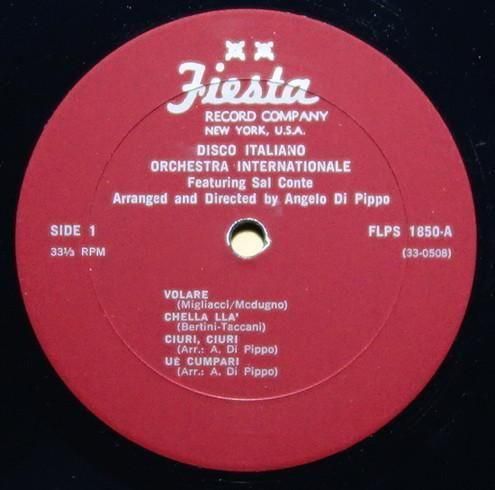 Fiesta
RECORD COMPANY
NEW YORK, U.S.A.
DISCO ITALIANO
ORCHESTRA INTERNATIONALE
Featuring Sal Conte
Arranged and Directed by Angelo Di Pippo
SIDE 1 FLPS 1850-A
33⅓ RPM (33-0508)
VOLARE
(Migliacci/Mcdugno)
CHELLA LLA'
(Bertini-Taccani)
CIURI, CIURI
(Arr.: A. Di Pippo)
UÈ CUMPARI
(Arr.: A. Di Pippo)